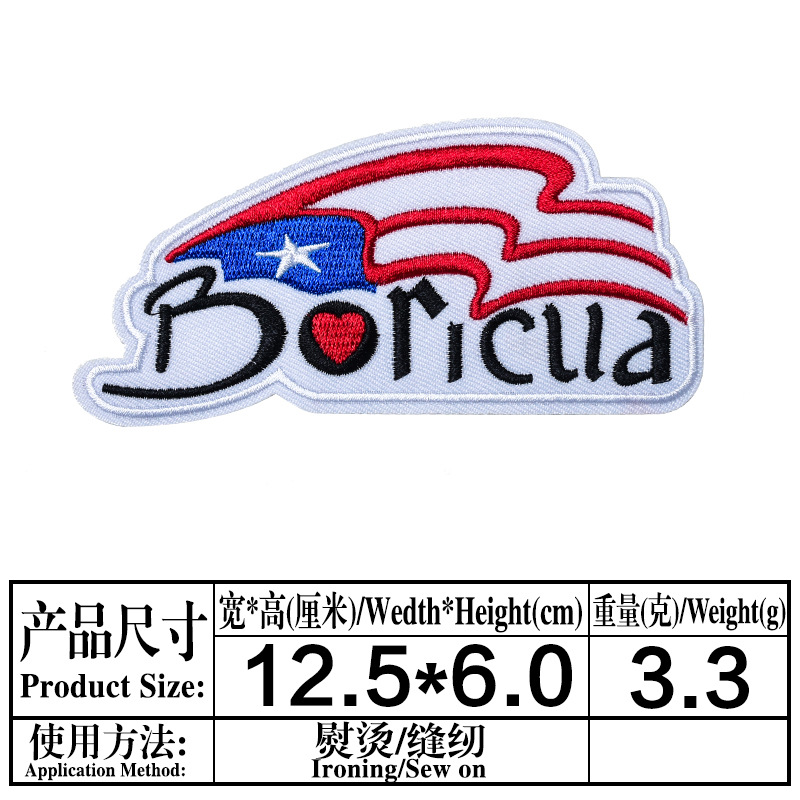 Boricua
产品尺寸
Product Size:
宽*高(厘米)/Wedth*Height(cm)
12.5*6.0
重量(克)/Weight(g)
3.3
使用方法:
Application Method:
熨烫/缝纫
Ironing/Sew on